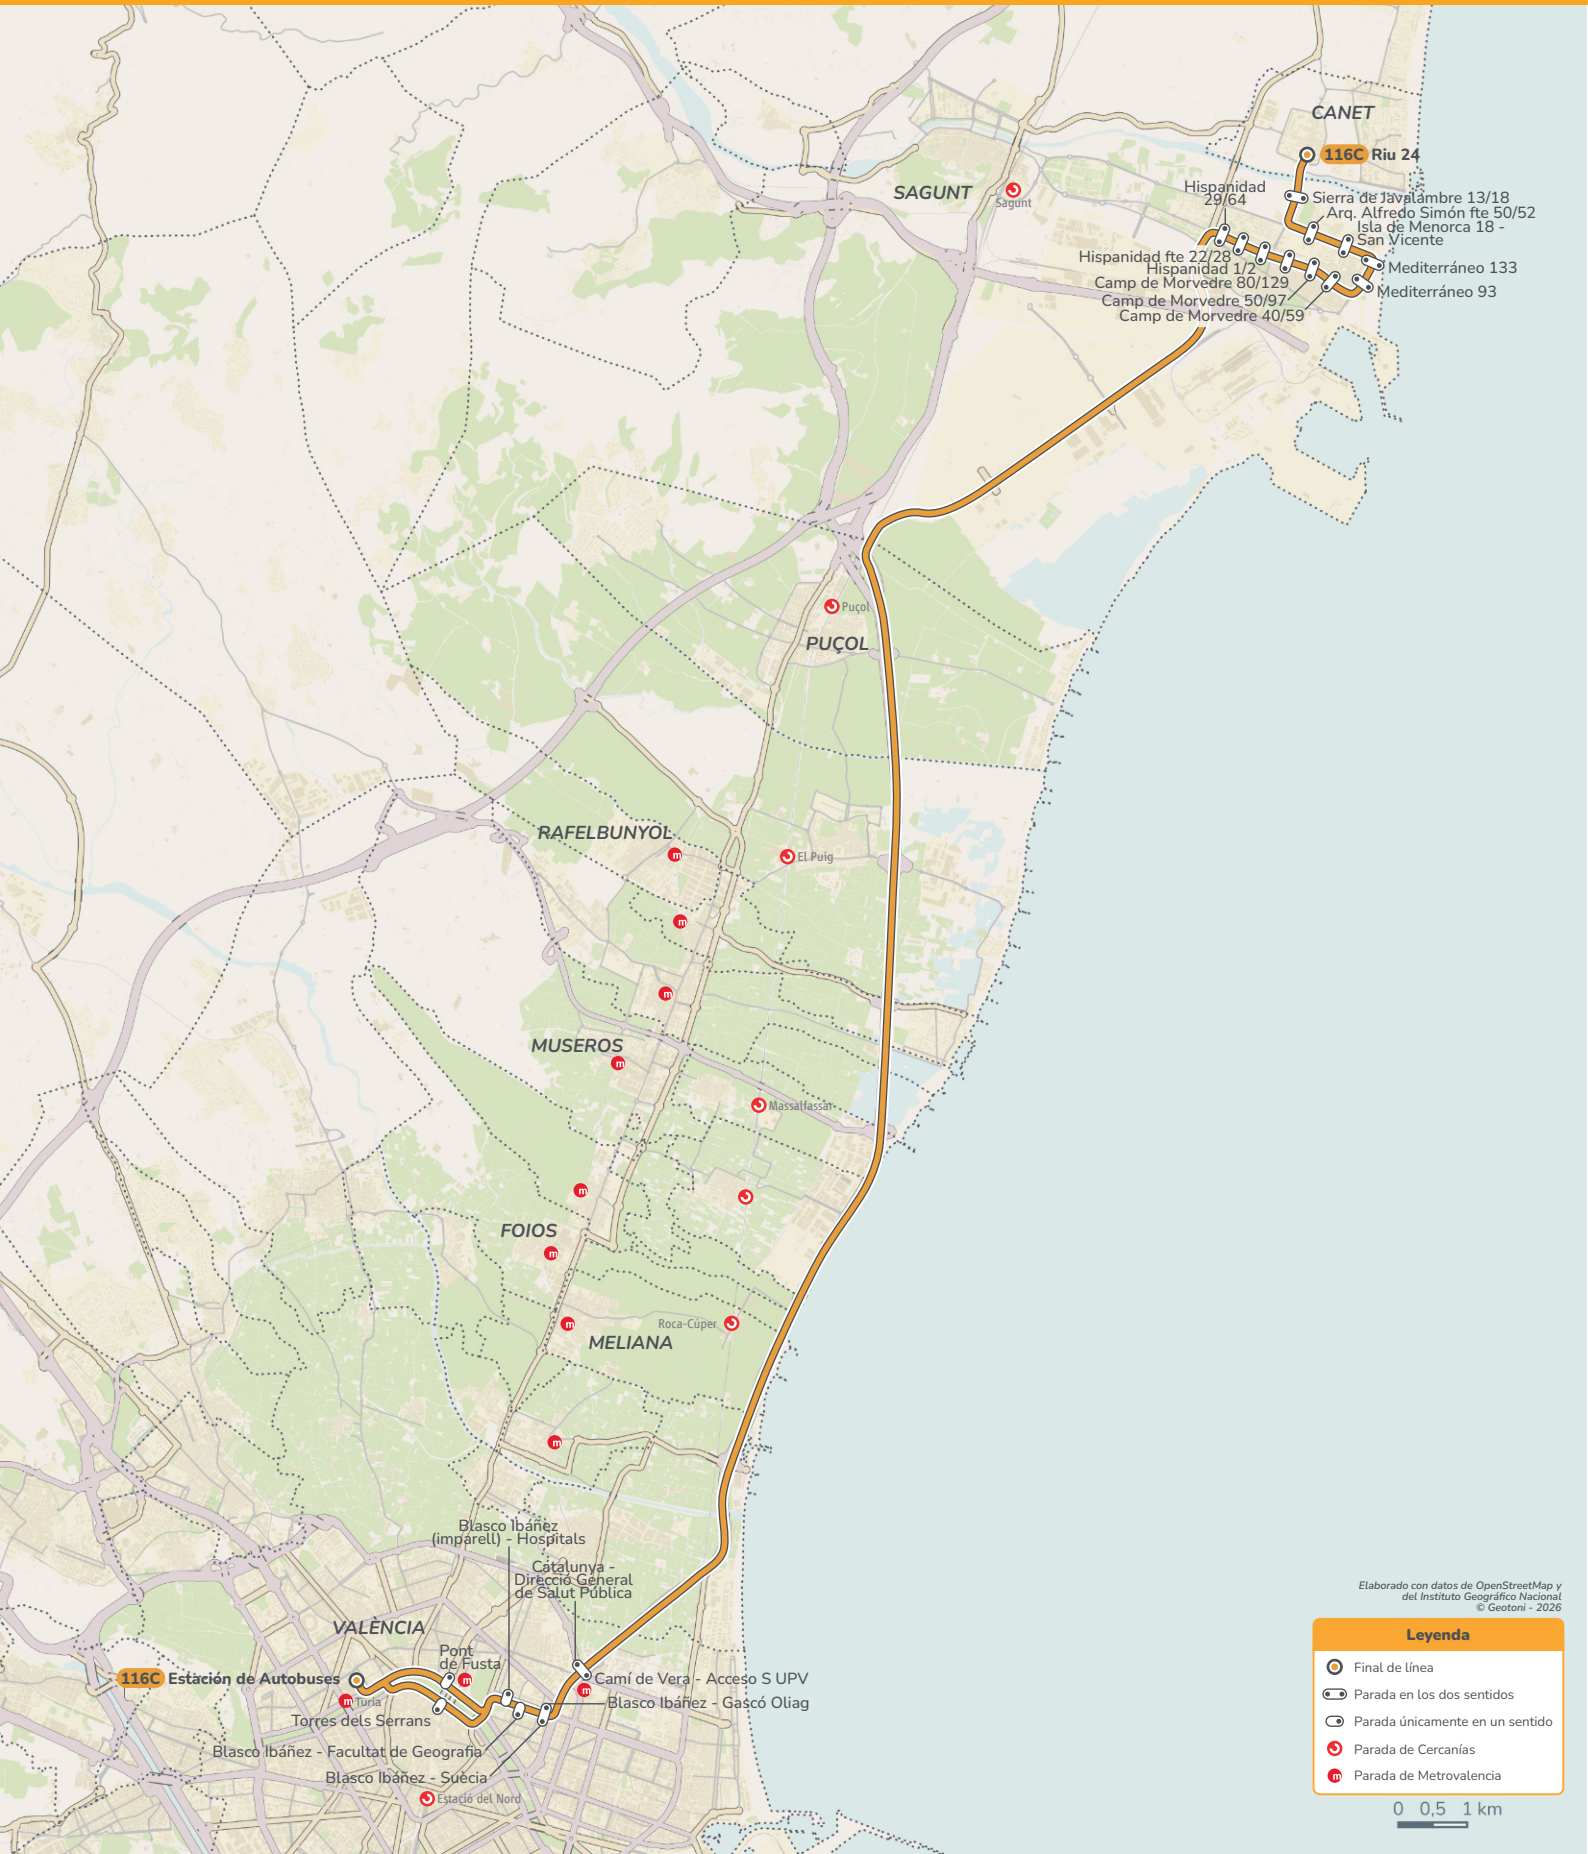 CANET
116C Riu 24
SAGUNT
Sagunt
Hispanidad
29/64
Sierra de Javalambre 13/18
Arq. Alfredo Simón fte 50/52
Isla de Menorca 18 -
San Vicente
Hispanidad fte 22/28
Hispanidad 1/2
Mediterráneo 133
Camp de Morvedre 80/129
Mediterráneo 93
Camp de Morvedre 50/97
Camp de Morvedre 40/59
Puçol
PUÇOL
RAFELBUNYOL
m
El Puig
m
m
MUSEROS
m
Massalfassar
m
FOIOS
m
m
Roca-Cúper
MELIANA
m
Blasco Ibáñez
(imparell) - Hospitals
Catalunya -
Direcció General
de Salut Pública
VALÈNCIA
Pont
de Fusta
m
116C Estación de Autobuses
Camí de Vera - Acceso S UPV
m
m Túria
Blasco Ibáñez - Gascó Oliag
Torres dels Serrans
Blasco Ibáñez - Facultat de Geografia
Blasco Ibáñez - Suècia
Estació del Nord
Elaborado con datos de OpenStreetMap y
del Instituto Geográfico Nacional
© Geotoni - 2026
Leyenda
Final de línea
Parada en los dos sentidos
Parada únicamente en un sentido
Parada de Cercanías
m Parada de Metrovalencia
0 0,5 1 km